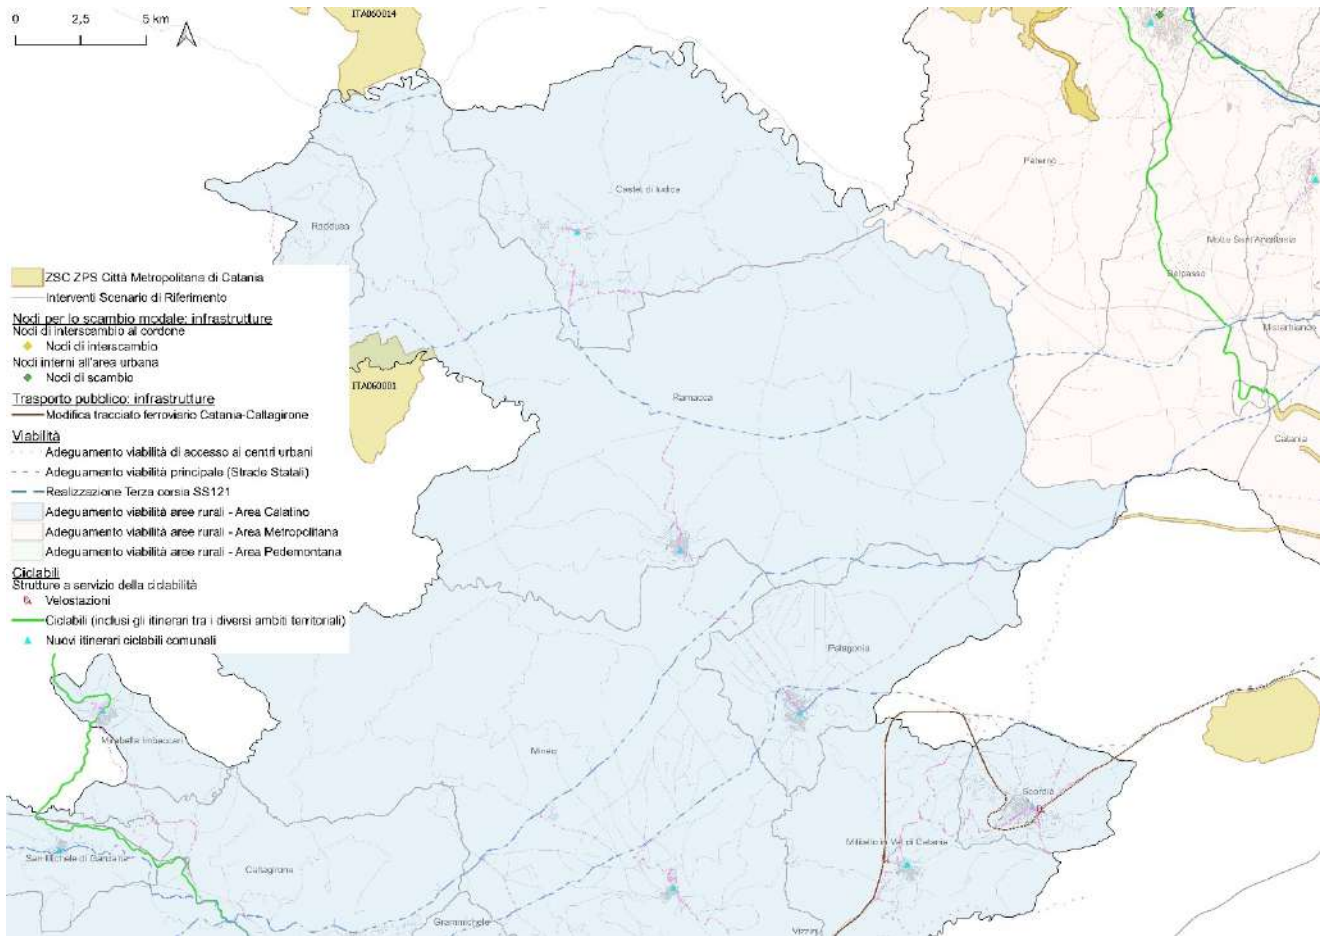 0 2,5 5 km
ITA060014
Paternò
Castel di Iudica
Raddusa
Motta Sant'Anastasia
Belpasso
Misterbianco
ZSC ZPS Città Metropolitana di Catania
Interventi Scenario di Riferimento
Nodi per lo scambio modale: infrastrutture
Nodi di interscambio al cordone
Nodi di interscambio
Nodi interni all'area urbana
Nodi di scambio
ITA060001
Ramacca
Trasporto pubblico: infrastrutture
Modifica tracciato ferroviario Catania-Caltagirone
Catania
Viabilità
Adeguamento viabilità di accesso ai centri urbani
Adeguamento viabilità principale (Strade Statali)
Realizzazione Terza corsia SS121
Adeguamento viabilità aree rurali - Area Calatino
Adeguamento viabilità aree rurali - Area Metropolitana
Adeguamento viabilità aree rurali - Area Pedemontana
Ciclabili
Strutture a servizio della ciclabilità
Velostazioni
Ciclabili (inclusi gli itinerari tra i diversi ambiti territoriali)
Nuovi itinerari ciclabili comunali
Palagonia
Mirabella Imbaccari
Mineo
Scordia
Militello in Val di Catania
San Michele di Ganzaria
Caltagirone
Grammichele
Vizzini